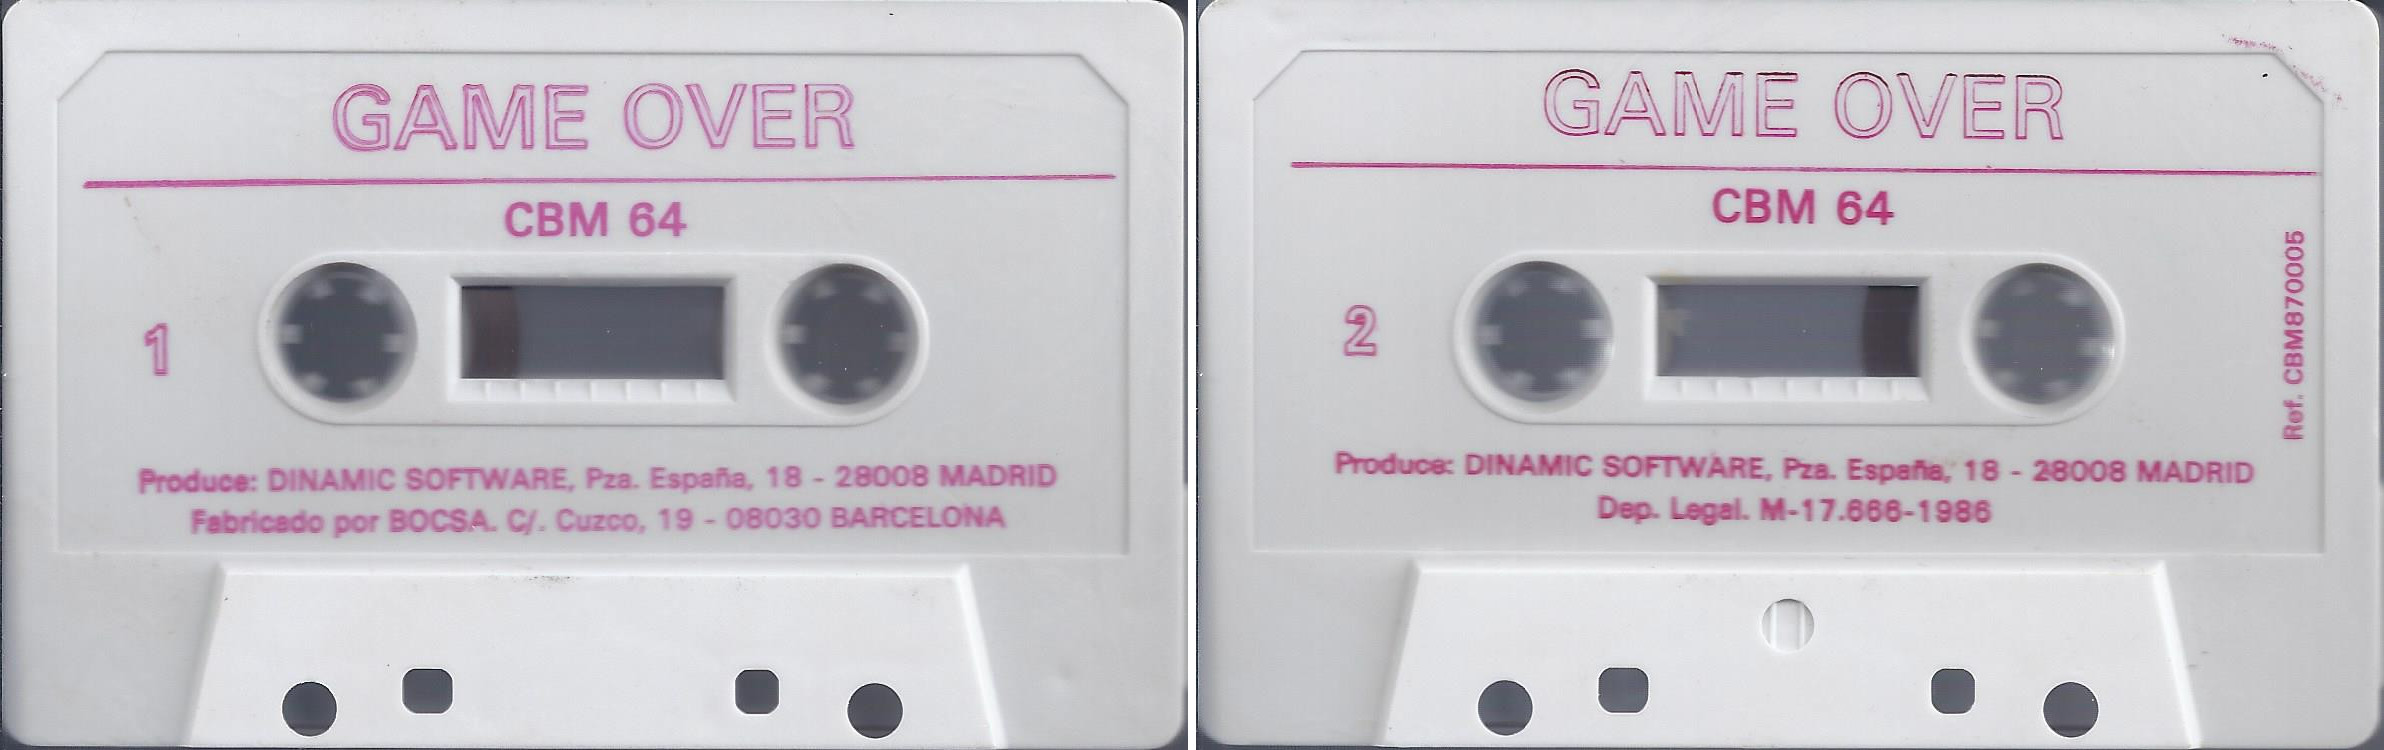 GAME OVER
CBM 64
1
Produce: DINAMIC SOFTWARE, Pza. España, 18 - 28008 MADRID
Fabricado por BOCSA. C/. Cuzco, 19 - 08030 BARCELONA
GAME OVER
CBM 64
2
Ref. CBM870005
Produce: DINAMIC SOFTWARE, Pza. España, 18 - 28008 MADRID
Dep. Legal. M-17.666-1986